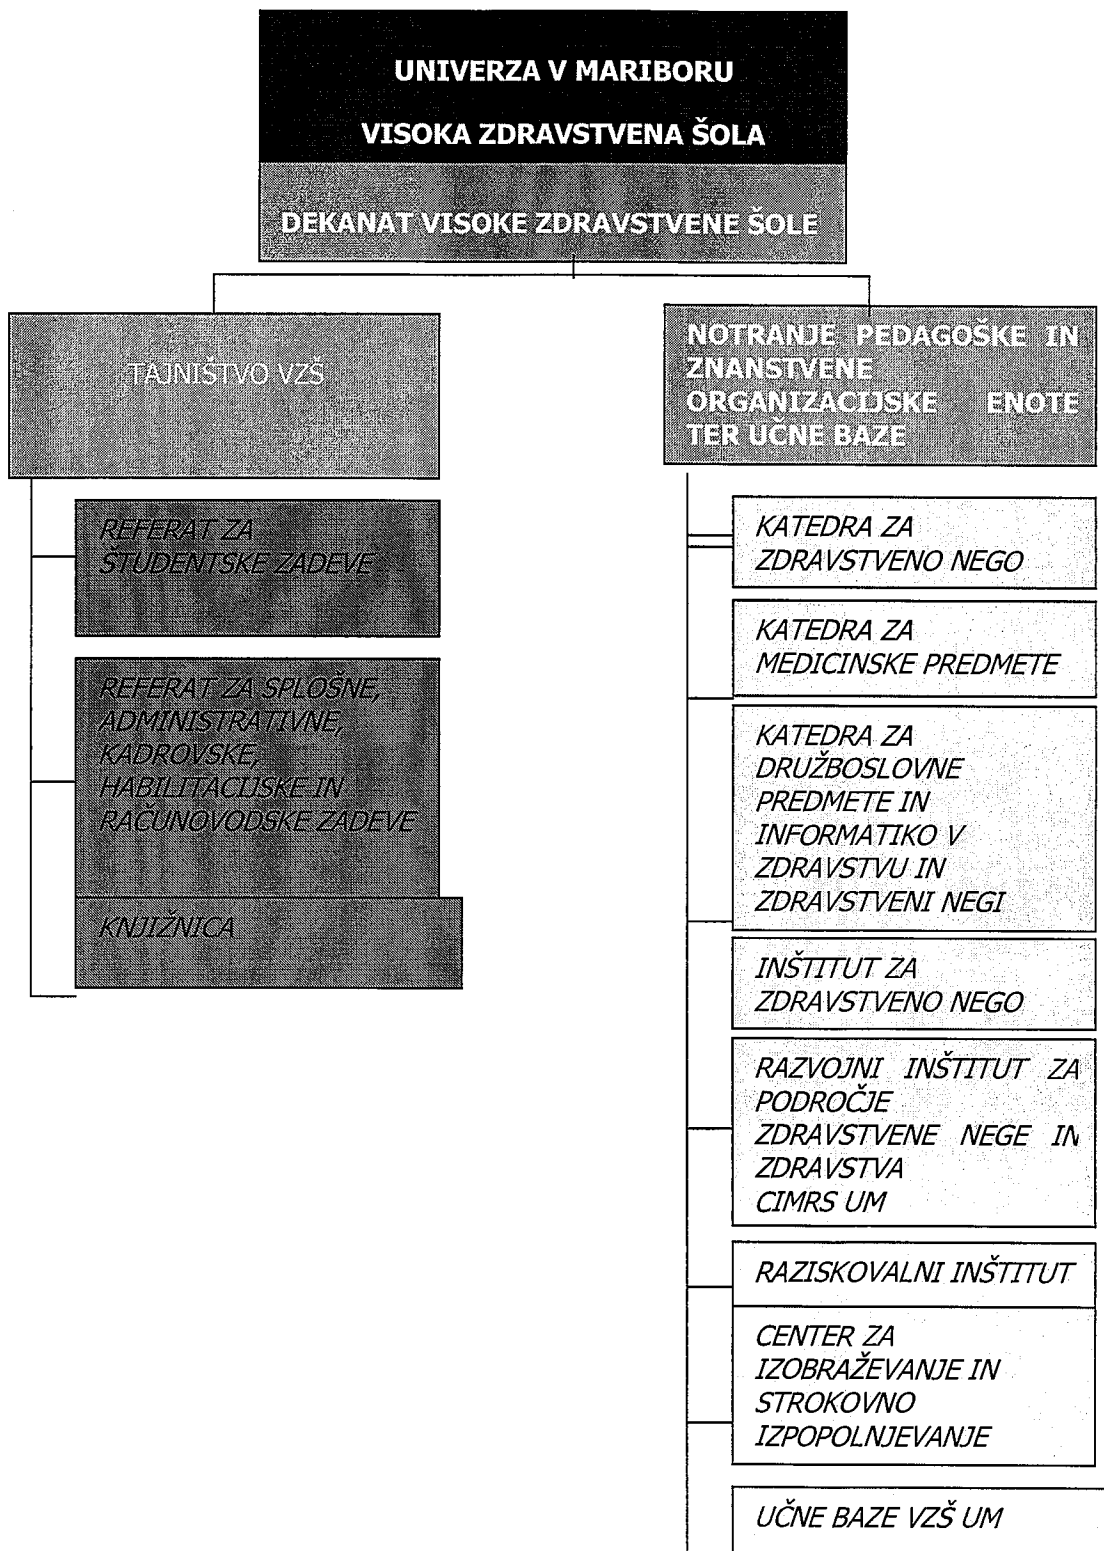 UNIVERZA V MARIBORU
VISOKA ZDRAVSTVENA ŠOLA
DEKANAT VISOKE ZDRAVSTVENE ŠOLE
TAJNIŠTVO VZŠ
REFERAT ZA
ŠTUDENTSKE ZADEVE
REFERAT ZA SPLOŠNE,
ADMINISTRATIVNE,
KADROVSKE,
HABILITACIJSKE IN
RAČUNOVODSKE ZADEVE
KNJIŽNICA
NOTRANJE PEDAGOŠKE IN
ZNANSTVENE
ORGANIZACIJSKE ENOTE
TER UČNE BAZE
KATEDRA ZA
ZDRAVSTVENO NEGO
KATEDRA ZA
MEDICINSKE PREDMETE
KATEDRA ZA
DRUŽBOSLOVNE
PREDMETE IN
INFORMATIKO V
ZDRAVSTVU IN
ZDRAVSTVENI NEGI
INŠTITUT ZA
ZDRAVSTVENO NEGO
RAZVOJNI INŠTITUT ZA
PODROČJE
ZDRAVSTVENE NEGE IN
ZDRAVSTVA
CIMRS UM
RAZISKOVALNI INŠTITUT
CENTER ZA
IZOBRAŽEVANJE IN
STROKOVNO
IZPOPOLNJEVANJE
UČNE BAZE VZŠ UM